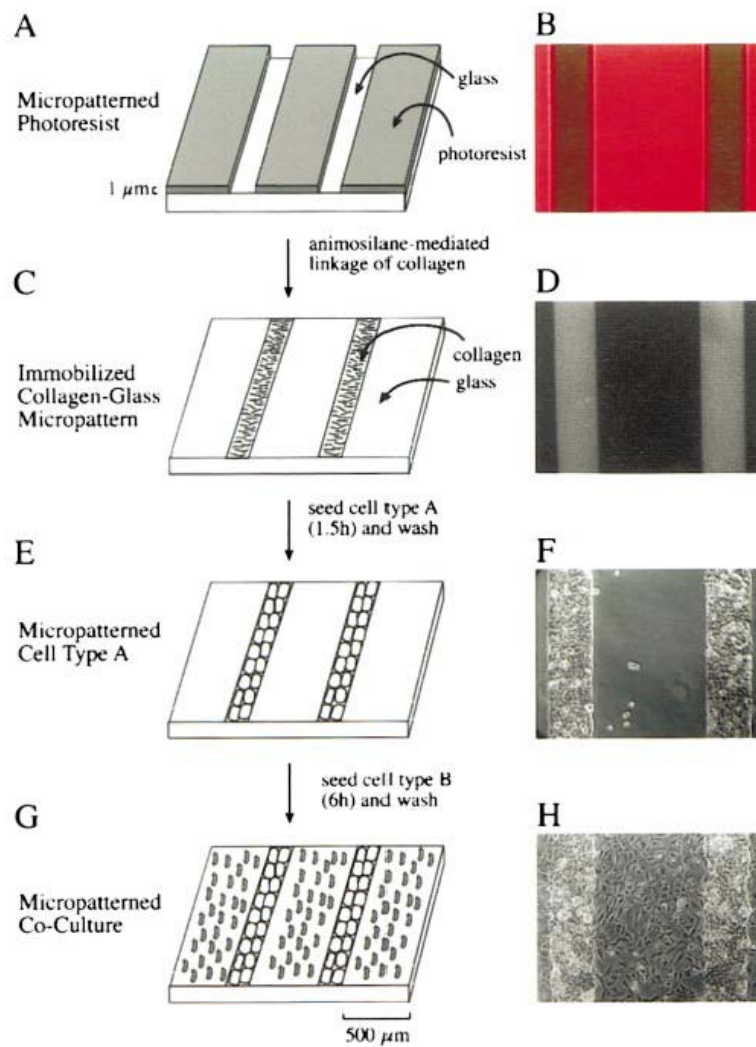 A
B
Micropatterned
Photoresist
glass
photoresist
1 μm
animosilane-mediated
linkage of collagen
C
D
Immobilized
Collagen-Glass
Micropattern
collagen
glass
seed cell type A
(1.5h) and wash
E
F
Micropatterned
Cell Type A
seed cell type B
(6h) and wash
G
H
Micropatterned
Co-Culture
500 μm